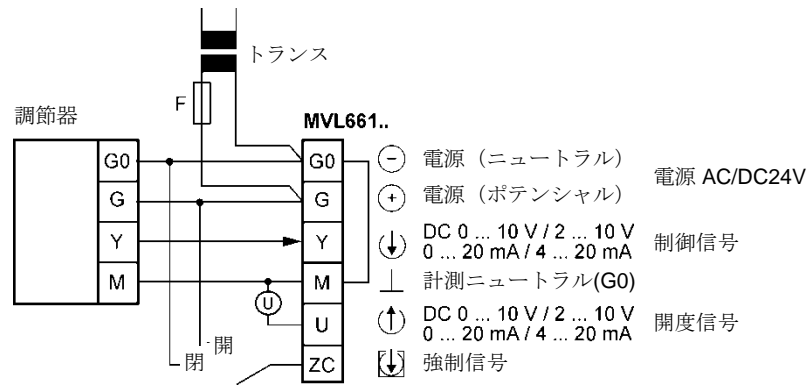 トランス
F
調節器
MVL661..
G0
G0
電源（ニュートラル）
電源 AC/DC24V
G
G
電源（ポテンシャル）
Y
Y
DC 0 ... 10 V / 2 ... 10 V
0 ... 20 mA / 4 ... 20 mA
制御信号
M
M
計測ニュートラル(G0)
U
U
DC 0 ... 10 V / 2 ... 10 V
0 ... 20 mA / 4 ... 20 mA
開度信号
開
閉
ZC
強制信号